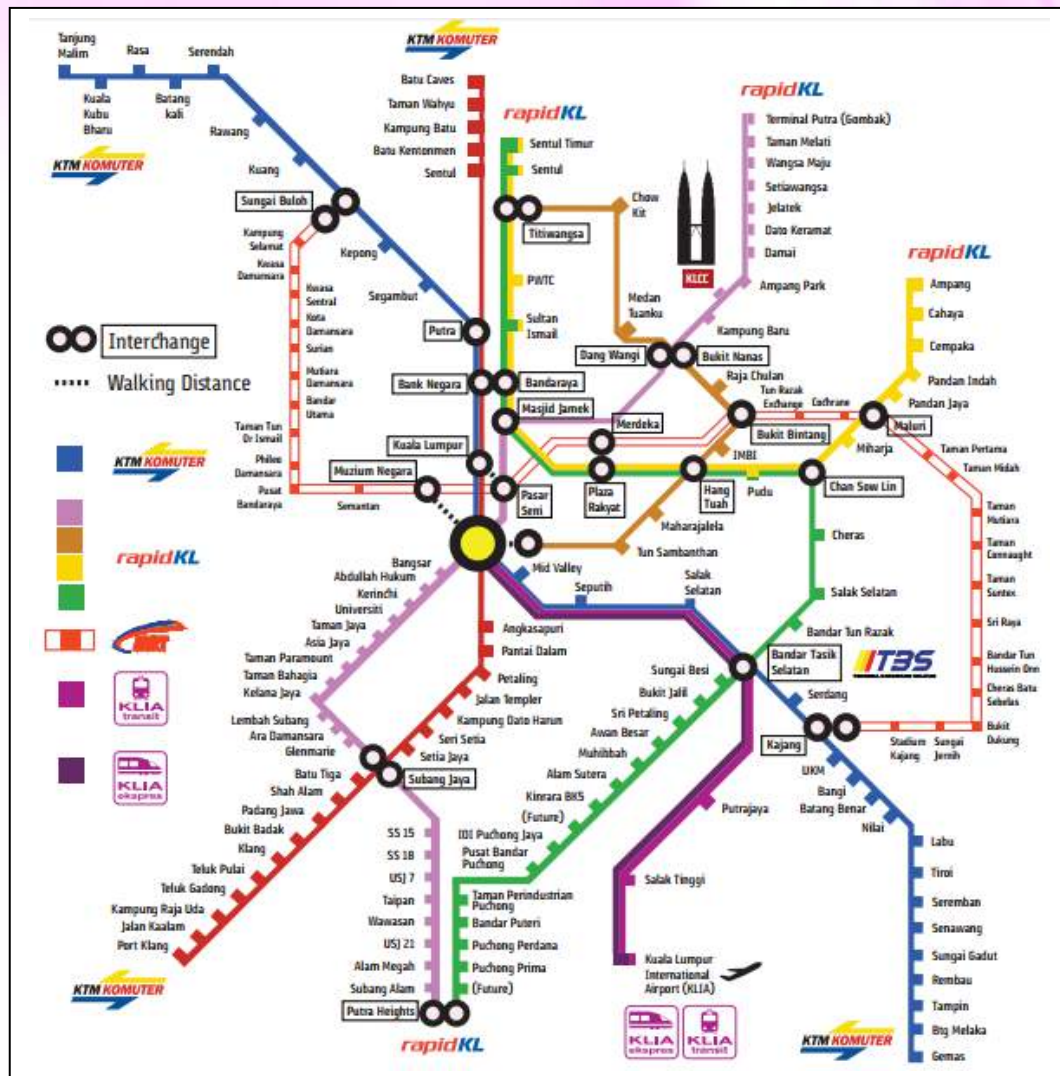 KTM KOMUTER
Tanjung
Malim
Rasa
Serendah
Kuala
Kubu
Bharu
Batang
kali
Rawang
Kuang
KTM KOMUTER
Sungai Buloh
Kepong
Segambut
Putra
Bank Negara
Kuala Lumpur
Muzium Negara
Batu Caves
Taman Wahyu
Kampung Batu
Batu Kentonmen
Sentul
rapidKL
Sentul Timur
Sentul
Titiwangsa
PWTC
Sultan
Ismail
Bandaraya
Masjid Jamek
Chow
Kit
Medan
Tuanku
KLCC
Dang Wangi
Bukit Nanas
rapidKL
Terminal Putra (Gombak)
Taman Melati
Wangsa Maju
Setiawangsa
Jelatek
Dato Keramat
Damai
Ampang Park
Kampung Baru
rapidKL
Ampang
Cahaya
Cempaka
Pandan Indah
Pandan Jaya
Maluri
Miharja
Raja Chulan
Tun Razak
Exchange
Cochrane
Bukit Bintang
Merdeka
IMBI
Plaza
Rakyat
Hang
Tuah
Pudu
Chan Sow Lin
Pasar
Seni
Maharajalela
Tun Sambanthan
Kampung
Selamat
Kwasa
Damansara
Kwasa
Sentral
Kota
Damansara
Surian
Mutiara
Damansara
Bandar
Utama
Taman Tun
Dr Ismail
Phileo
Damansara
Pusat
Bandaraya
Semantan
Interchange
Walking Distance
KTM KOMUTER
rapidKL
KLIA
transit
KLIA
ekspres
Taman Pertama
Taman Midah
Taman
Mutiara
Taman
Connaught
Taman
Suntex
Sri Raya
Bandar Tun
Hussein Onn
Cheras Batu
Sebelas
Bukit
Dukung
Sungai
Jernih
Stadium
Kajang
Kajang
Cheras
Salak Selatan
Bandar Tun Razak
Bandar Tasik
Selatan
TBS
Mid Valley
Seputih
Salak
Selatan
Serdang
UKM
Bangi
Batang Benar
Nilai
Labu
Tiroi
Seremban
Senawang
Sungai Gadut
Rembau
Tampin
Btg Melaka
Gemas
KTM KOMUTER
Bangsar
Abdullah Hukum
Kerinchi
Universiti
Taman Jaya
Asia Jaya
Taman Paramount
Taman Bahagia
Kelana Jaya
Lembah Subang
Ara Damansara
Glenmarie
Subang Jaya
SS 15
SS 18
USJ 7
Taipan
Wawasan
USJ 21
Alam Megah
Subang Alam
Putra Heights
rapidKL
Angkasapuri
Pantai Dalam
Petaling
Jalan Templer
Kampung Dato Harun
Seri Setia
Setia Jaya
Batu Tiga
Shah Alam
Padang Jawa
Bukit Badak
Klang
Teluk Pulai
Teluk Gadong
Kampung Raja Uda
Jalan Kaalam
Port Klang
KTM KOMUTER
Sungai Besi
Bukit Jalil
Sri Petaling
Awan Besar
Muhibbah
Alam Sutera
Kinrara BK5
(Future)
IOI Puchong Jaya
Pusat Bandar
Puchong
Taman Perindustrian
Puchong
Bandar Puteri
Puchong Perdana
Puchong Prima
(Future)
Putrajaya
Salak Tinggi
Kuala Lumpur
International
Airport (KLIA)
KLIA
ekspres
KLIA
transit